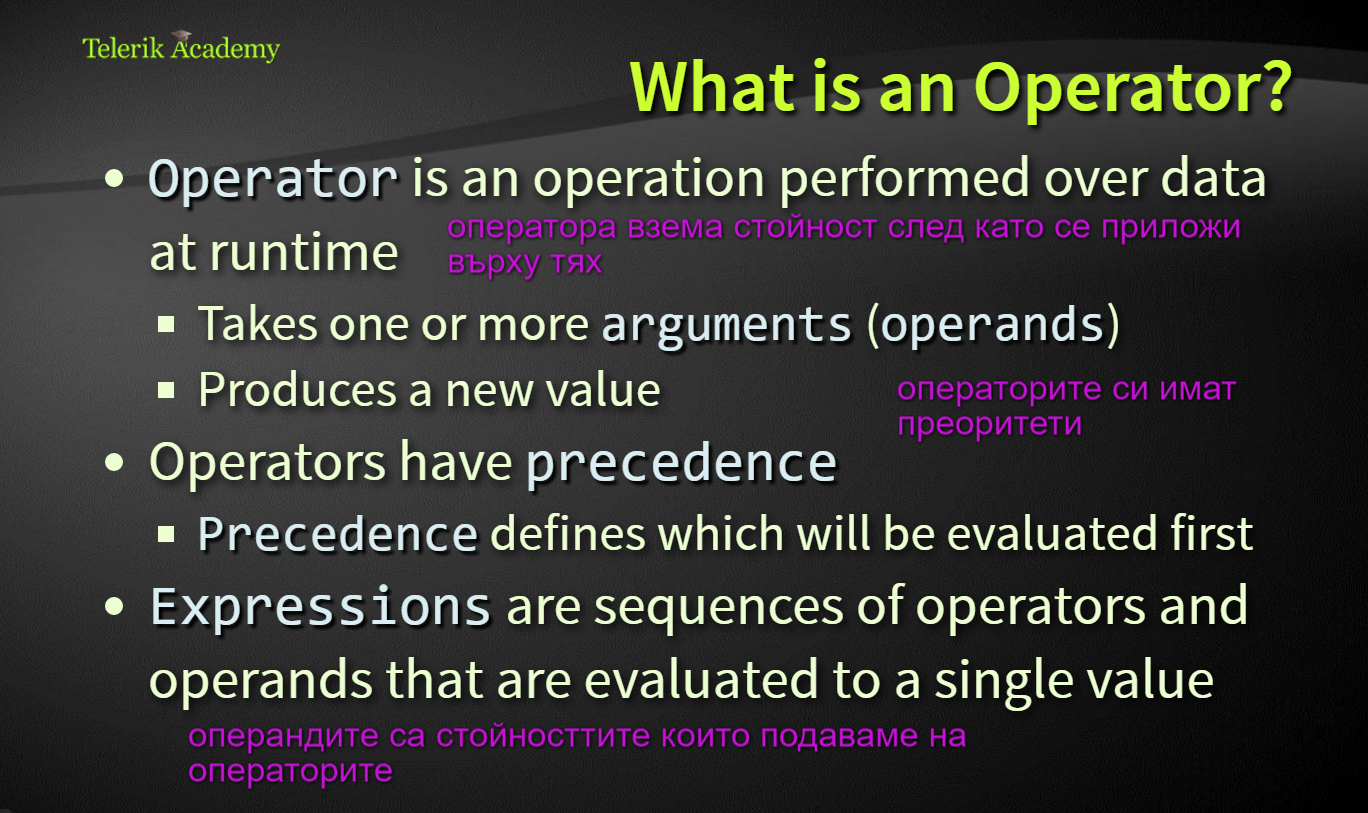 Telerik Academy
What is an Operator?
• Operator is an operation performed over data
at runtime
оператора взема стойност след като се приложи
върху тях
▪ Takes one or more arguments (operands)
▪ Produces a new value
операторите си имат
преоритети
• Operators have precedence
▪ Precedence defines which will be evaluated first
• Expressions are sequences of operators and
operands that are evaluated to a single value
операндите са стойносттите които подаваме на
операторите